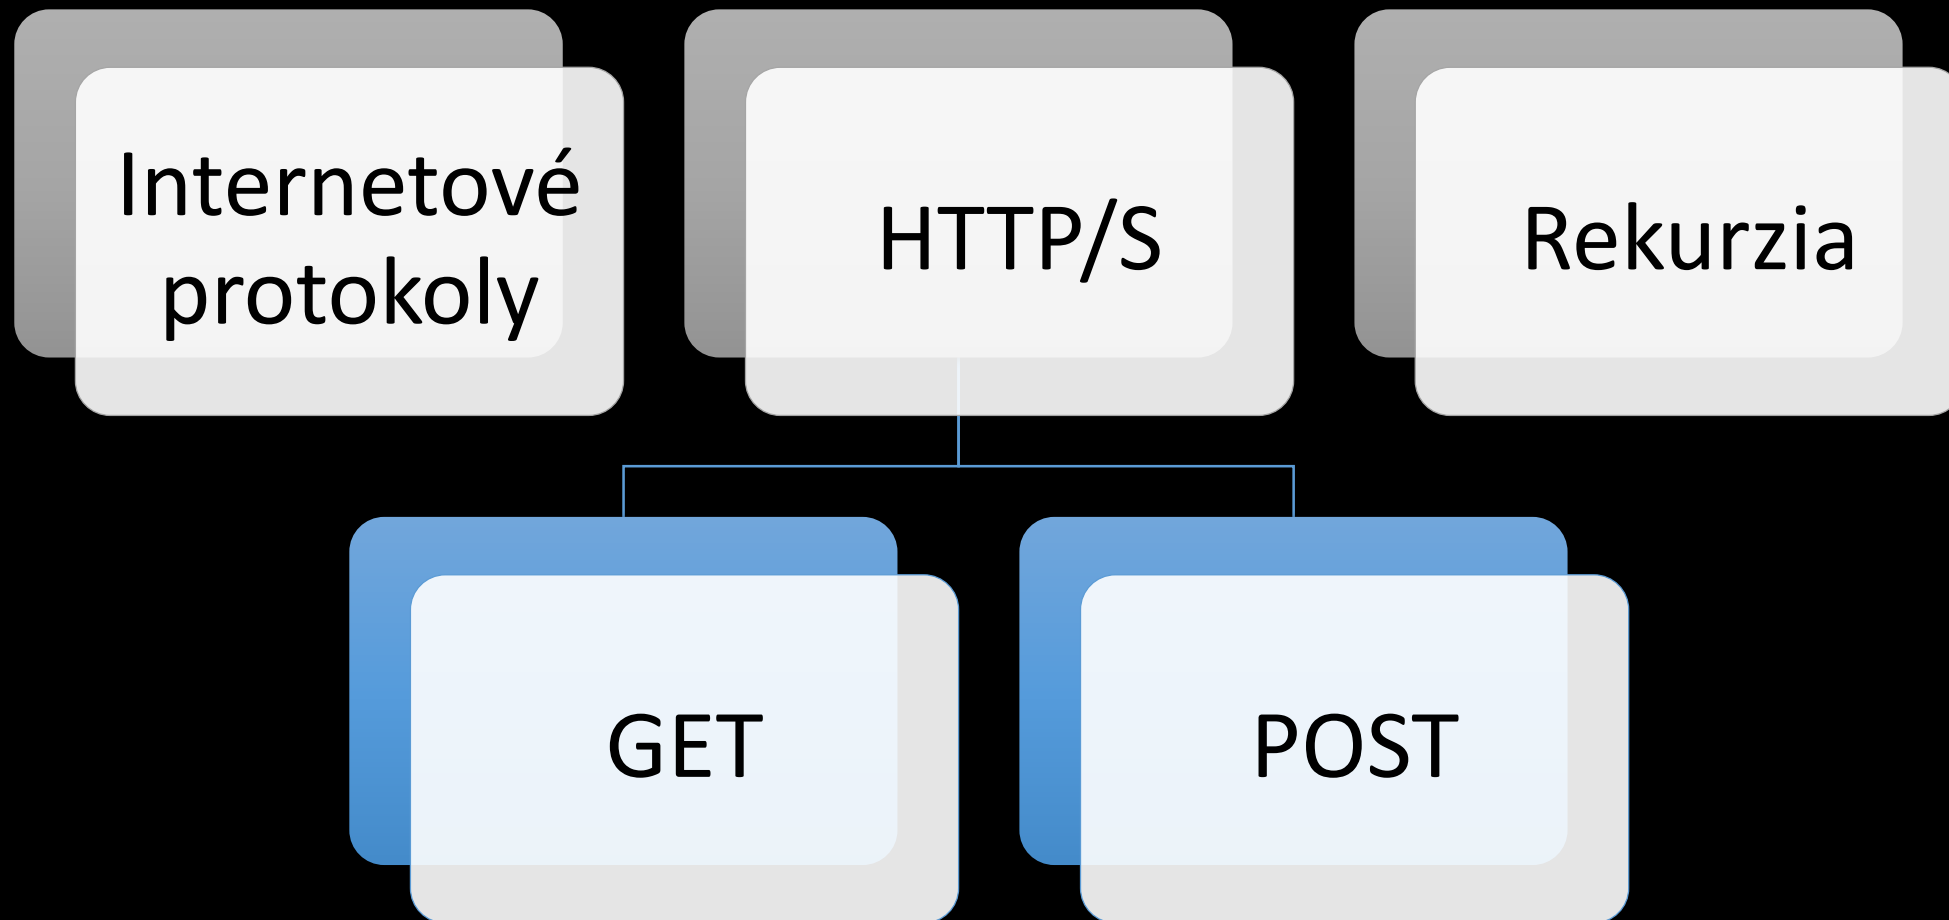 Internetové
protokoly
HTTP/S
Rekurzia
GET
POST